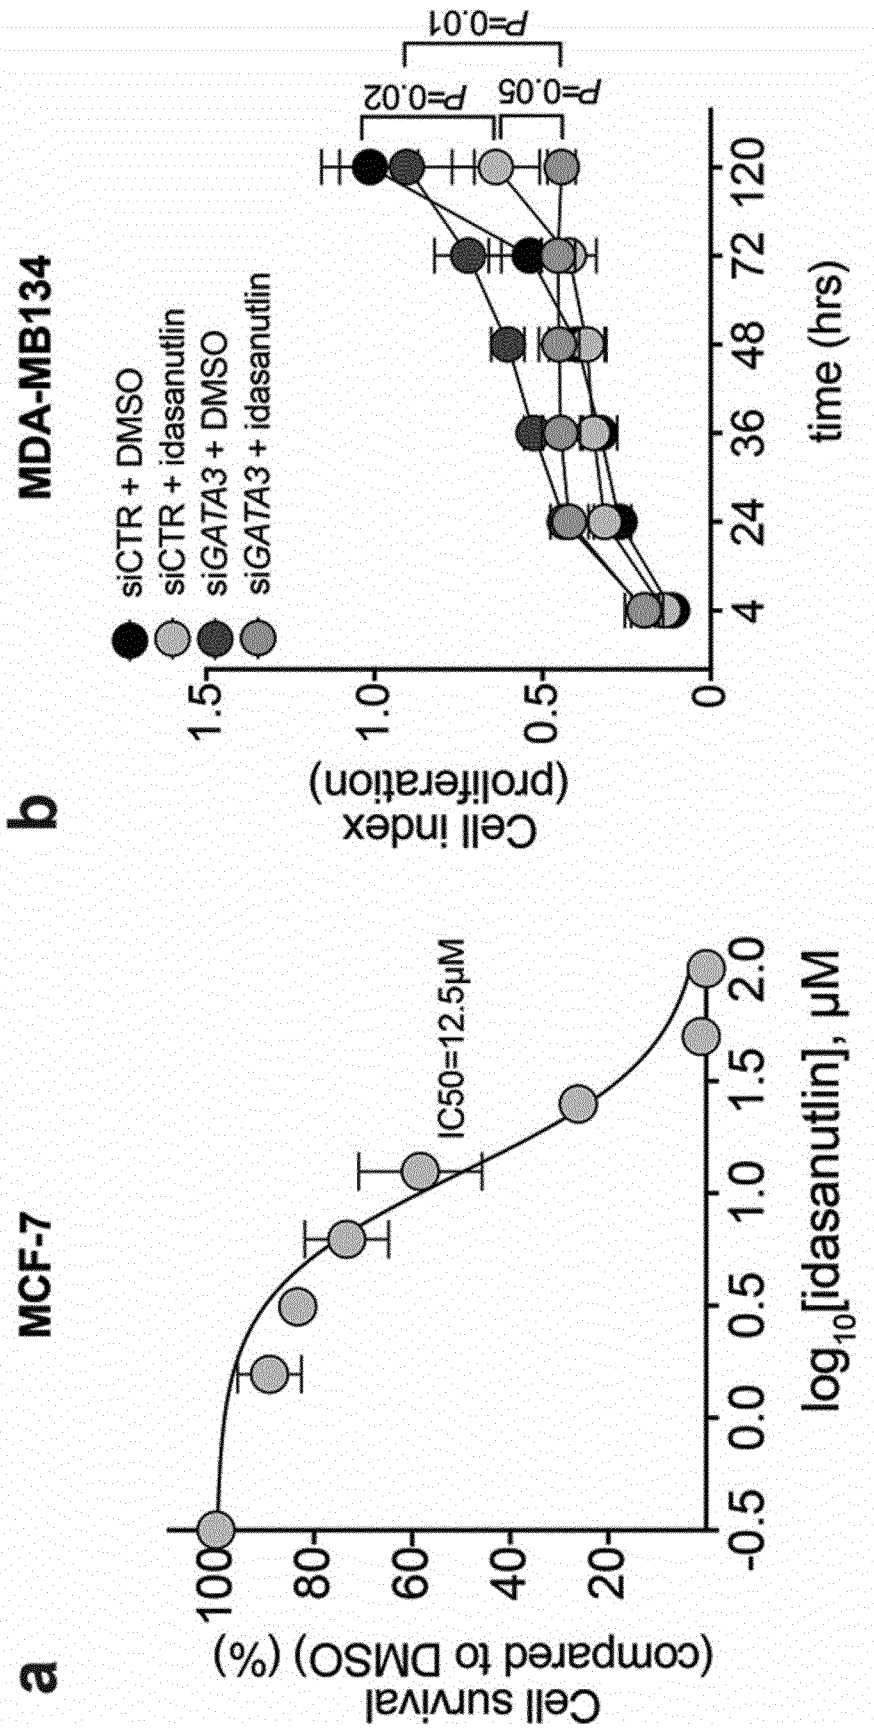 a
MCF-7
Cell survival
(compared to DMSO) (%)
100
80
60
40
20
IC50=12.5µM
-0.5
0.0
0.5
1.0
1.5
2.0
log10[idasanutlin], µM
b
MDA-MB134
siCTR + DMSO
siCTR + idasanutlin
siGATA3 + DMSO
siGATA3 + idasanutlin
Cell index
(proliferation)
1.5
1.0
0.5
0
4
24
36
48
72
120
time (hrs)
P=0.02
P=0.05
P=0.01